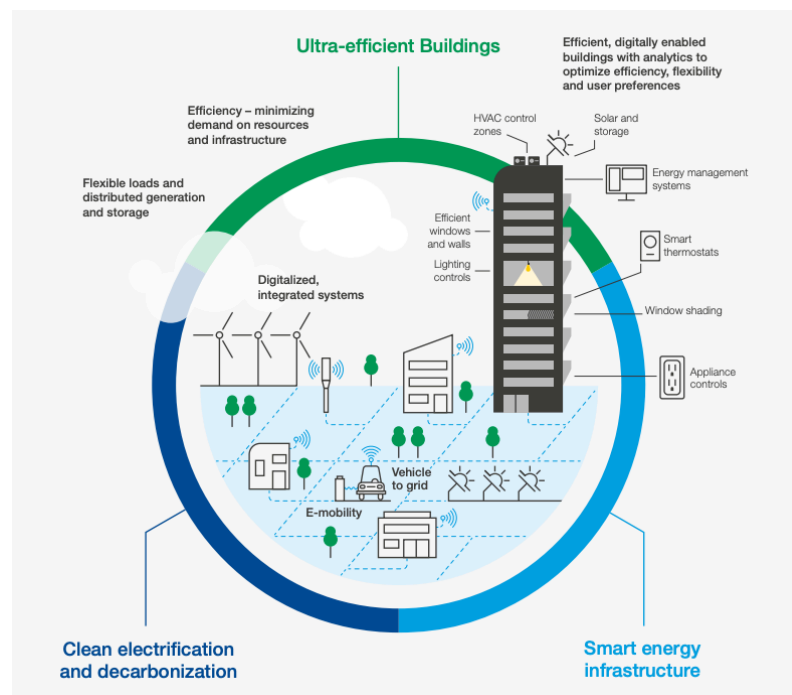 Ultra-efficient Buildings
Efficient, digitally enabled
buildings with analytics to
optimize efficiency, flexibility
and user preferences
Efficiency – minimizing
demand on resources
and infrastructure
HVAC control
zones
Solar and
storage
Flexible loads and
distributed generation
and storage
Energy management
systems
Efficient
windows
and walls
Smart
thermostats
Lighting
controls
Digitalized,
integrated systems
Window shading
Appliance
controls
Vehicle
to grid
E-mobility
Clean electrification
and decarbonization
Smart energy
infrastructure